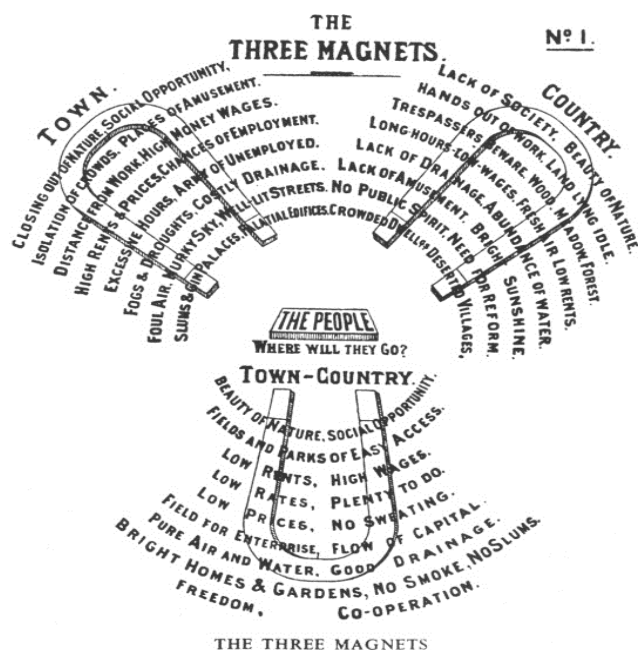 THE
THREE MAGNETS.
Nº 1.
TOWN.
CLOSING OUT OF NATURE. SOCIAL OPPORTUNITY.
ISOLATION OF CROWDS. PLACES OF AMUSEMENT.
DISTANCE FROM WORK. HIGH MONEY WAGES.
HIGH RENTS & PRICES. CHANCES OF EMPLOYMENT.
EXCESSIVE HOURS. ARMY OF UNEMPLOYED.
FOGS & DROUGHTS. COSTLY DRAINAGE.
FOUL AIR. MURKY SKY. WELL-LIT STREETS.
SLUMS & GIN PALACES. PALATIAL EDIFICES.
COUNTRY.
LACK OF SOCIETY. BEAUTY OF NATURE.
HANDS OUT OF WORK. LAND LYING IDLE.
TRESPASSERS BEWARE. WOOD, MEADOW, FOREST.
LONG HOURS-LOW WAGES. FRESH AIR. LOW RENTS.
LACK OF DRAINAGE. ABUNDANCE OF WATER.
LACK OF AMUSEMENT. BRIGHT SUNSHINE.
NO PUBLIC SPIRIT. NEED FOR REFORM.
CROWDED DWELLGS DESERTED VILLAGES,
THE PEOPLE
WHERE WILL THEY GO?
TOWN-COUNTRY.
BEAUTY OF NATURE. SOCIAL OPPORTUNITY.
FIELDS AND PARKS OF EASY ACCESS.
LOW RENTS, HIGH WAGES.
LOW RATES, PLENTY TO DO.
LOW PRICES, NO SWEATING.
FIELD FOR ENTERPRISE, FLOW OF CAPITAL.
PURE AIR AND WATER, GOOD DRAINAGE.
BRIGHT HOMES & GARDENS, NO SMOKE, NO SLUMS.
FREEDOM. CO-OPERATION.
THE THREE MAGNETS